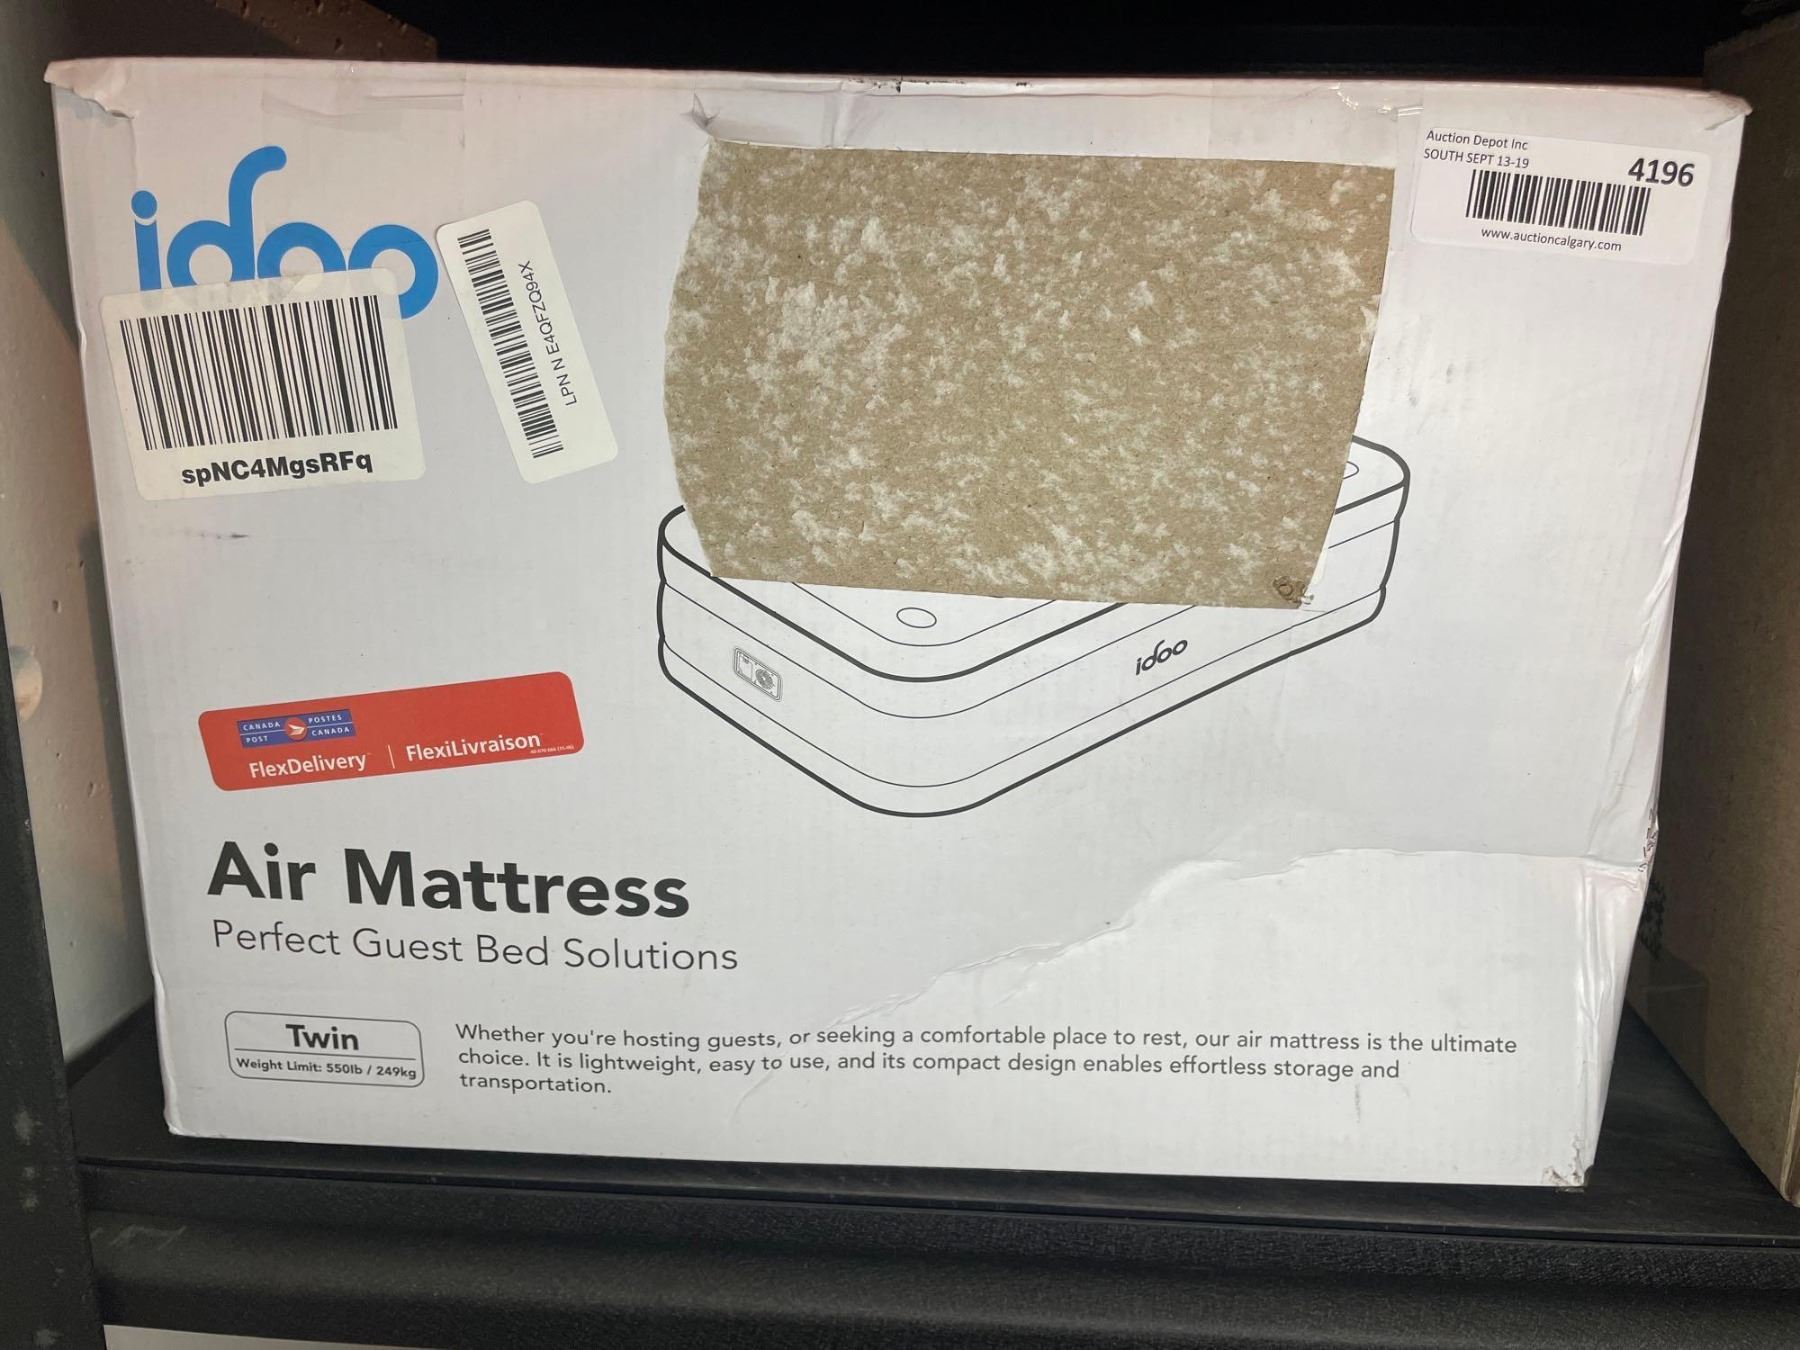 idoo
Auction Depot Inc
SOUTH SEPT 13-19
4196
www.auctioncalgary.com
LPN N E4QFZQ94X
spNC4MgsRFq
idoo
CANADA POSTES
POST CANADA
FlexDelivery™ | FlexiLivraison™
Air Mattress
Perfect Guest Bed Solutions
Twin
Weight Limit: 550lb / 249kg
Whether you're hosting guests, or seeking a comfortable place to rest, our air mattress is the ultimate
choice. It is lightweight, easy to use, and its compact design enables effortless storage and
transportation.